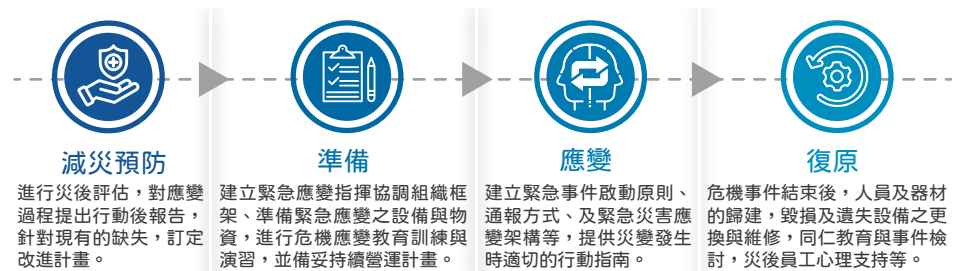 減災預防
進行災後評估，對應變
過程提出行動後報告，
針對現有的缺失，訂定
改進計畫。
準備
建立緊急應變指揮協調組織框
架、準備緊急應變之設備與物
資，進行危機應變教育訓練與
演習，並備妥持續營運計畫。
應變
建立緊急事件啟動原則、
通報方式、及緊急災害應
變架構等，提供災變發生
時適切的行動指南。
復原
危機事件結束後，人員及器材
的歸建，毀損及遺失設備之更
換與維修，同仁教育與事件檢
討，災後員工心理支持等。